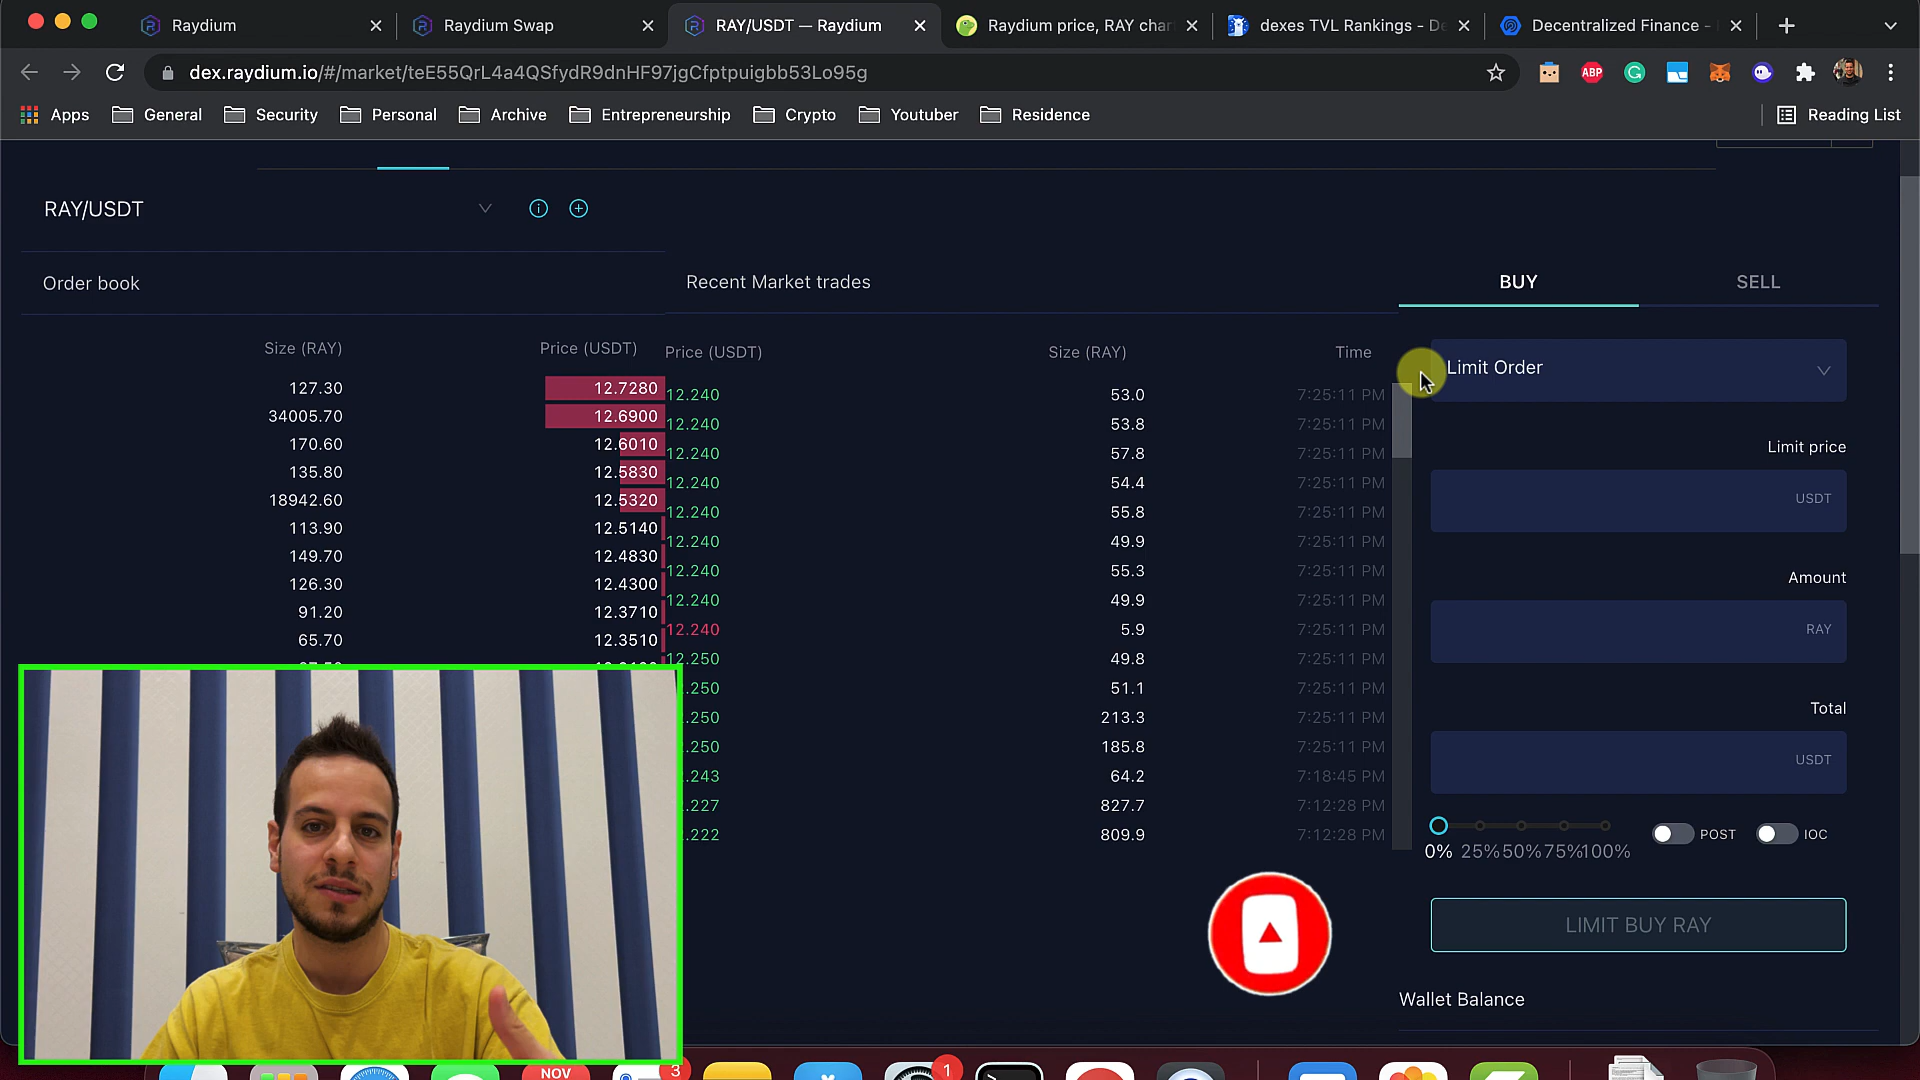 Raydium
Raydium Swap
RAY/USDT — Raydium
Raydium price, RAY char
dexes TVL Rankings - De
Decentralized Finance -
dex.raydium.io/#/market/teE55QrL4a4QSfydR9dnHF97jgCfptpuigbb53Lo95g
ABP
Apps
General
Security
Personal
Archive
Entrepreneurship
Crypto
Youtuber
Residence
Reading List
RAY/USDT
Order book
Size (RAY) Price (USDT)
127.30 12.7280
34005.70 12.6900
170.60 12.6010
135.80 12.5830
18942.60 12.5320
113.90 12.5140
149.70 12.4830
126.30 12.4300
91.20 12.3710
65.70 12.3510
Recent Market trades
Price (USDT) Size (RAY) Time
12.240 53.0 7:25:11 PM
12.240 53.8 7:25:11 PM
12.240 57.8 7:25:11 PM
12.240 54.4 7:25:11 PM
12.240 55.8 7:25:11 PM
12.240 49.9 7:25:11 PM
12.240 55.3 7:25:11 PM
12.240 49.9 7:25:11 PM
12.240 5.9 7:25:11 PM
12.250 49.8 7:25:11 PM
.250 51.1 7:25:11 PM
.250 213.3 7:25:11 PM
.250 185.8 7:25:11 PM
.243 64.2 7:18:45 PM
.227 827.7 7:12:28 PM
.222 809.9 7:12:28 PM
BUY SELL
Limit Order
Limit price
USDT
Amount
RAY
Total
USDT
0% 25% 50% 75% 100%
POST
IOC
LIMIT BUY RAY
Wallet Balance
NOV
3
1